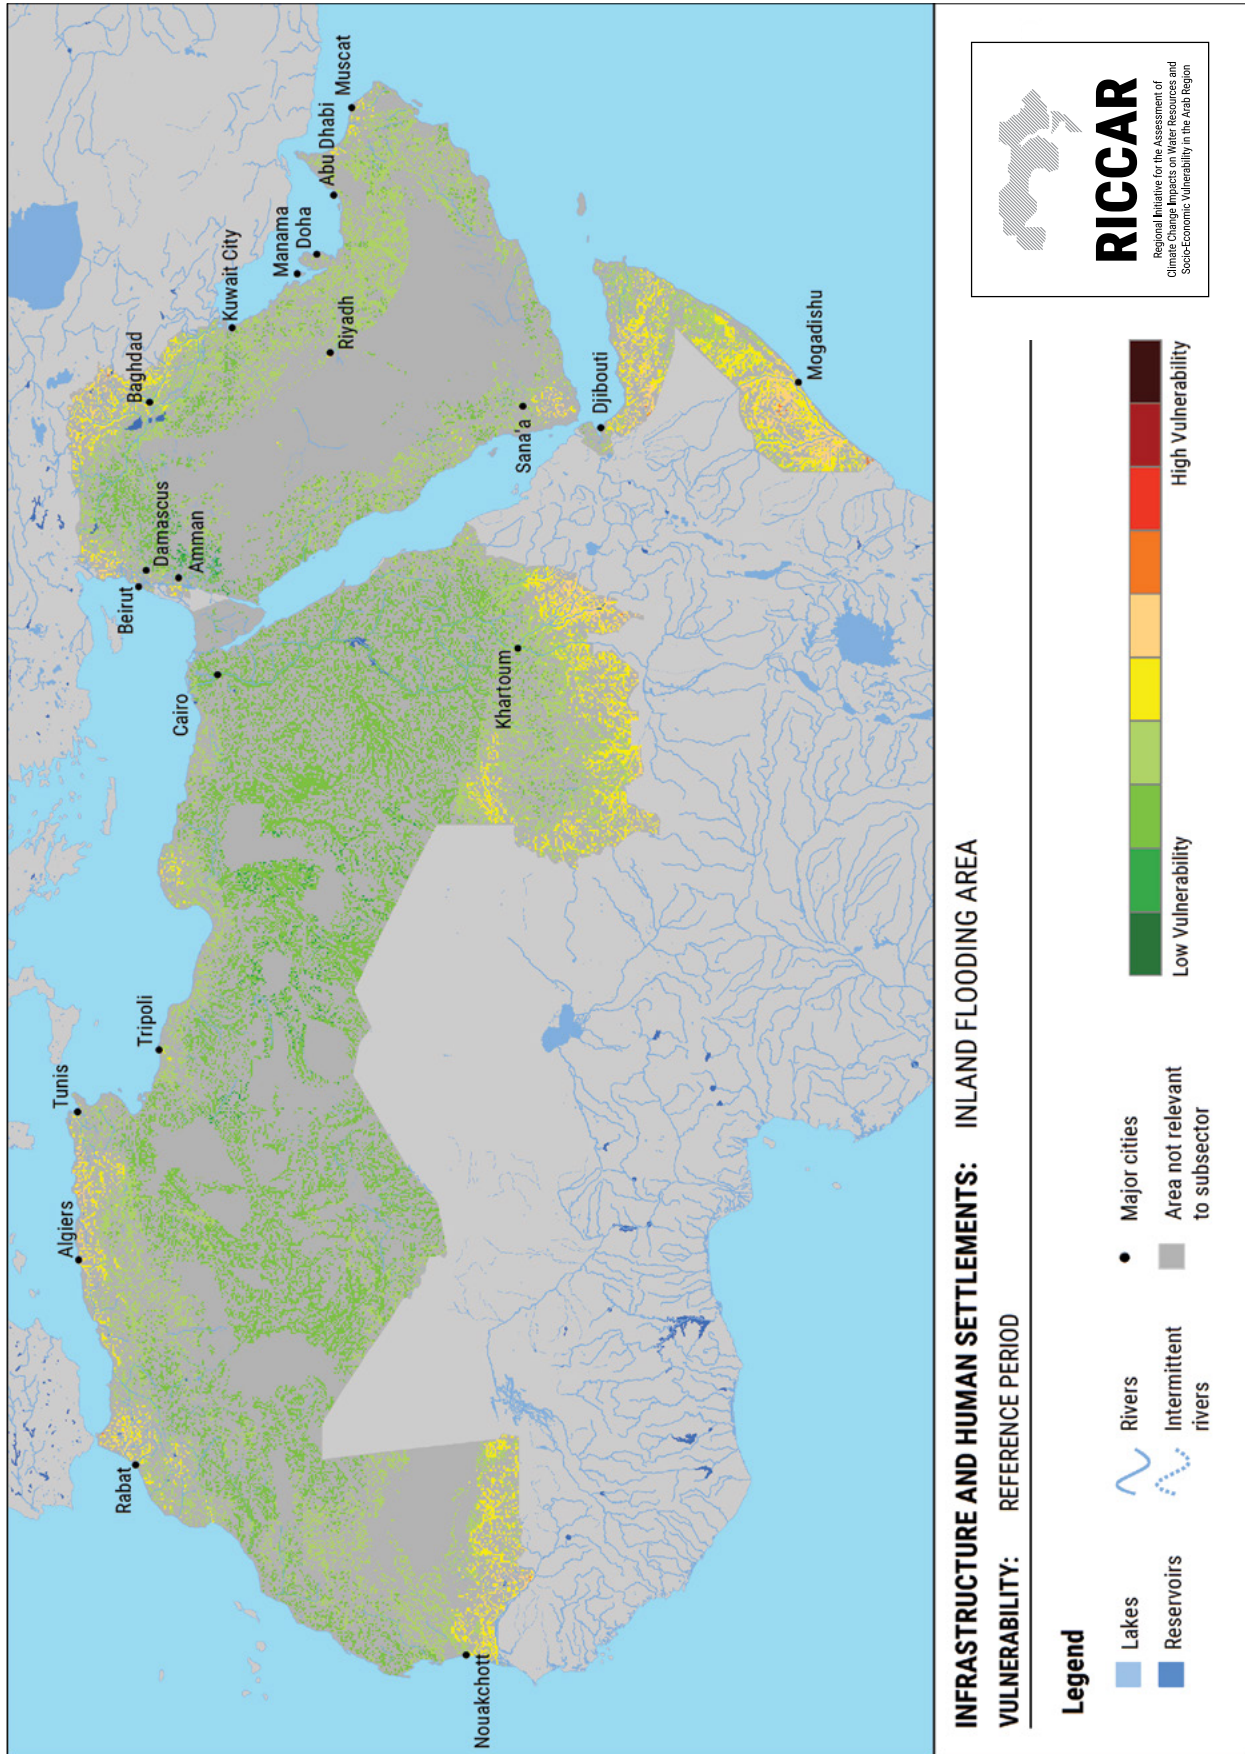 Muscat
Abu Dhabi
Manama
Doha
Kuwait City
Riyadh
Baghdad
Damascus
Amman
Beirut
Sana'a
Djibouti
Mogadishu
Cairo
Khartoum
Tripoli
Tunis
Algiers
Rabat
Nouakchott
INFRASTRUCTURE AND HUMAN SETTLEMENTS: INLAND FLOODING AREA
VULNERABILITY: REFERENCE PERIOD
Legend
Lakes
Reservoirs
Rivers
Intermittent
rivers
Major cities
Area not relevant
to subsector
Low Vulnerability
High Vulnerability
RICCAR
Regional Initiative for the Assessment of
Climate Change Impacts on Water Resources and
Socio-Economic Vulnerability in the Arab Region